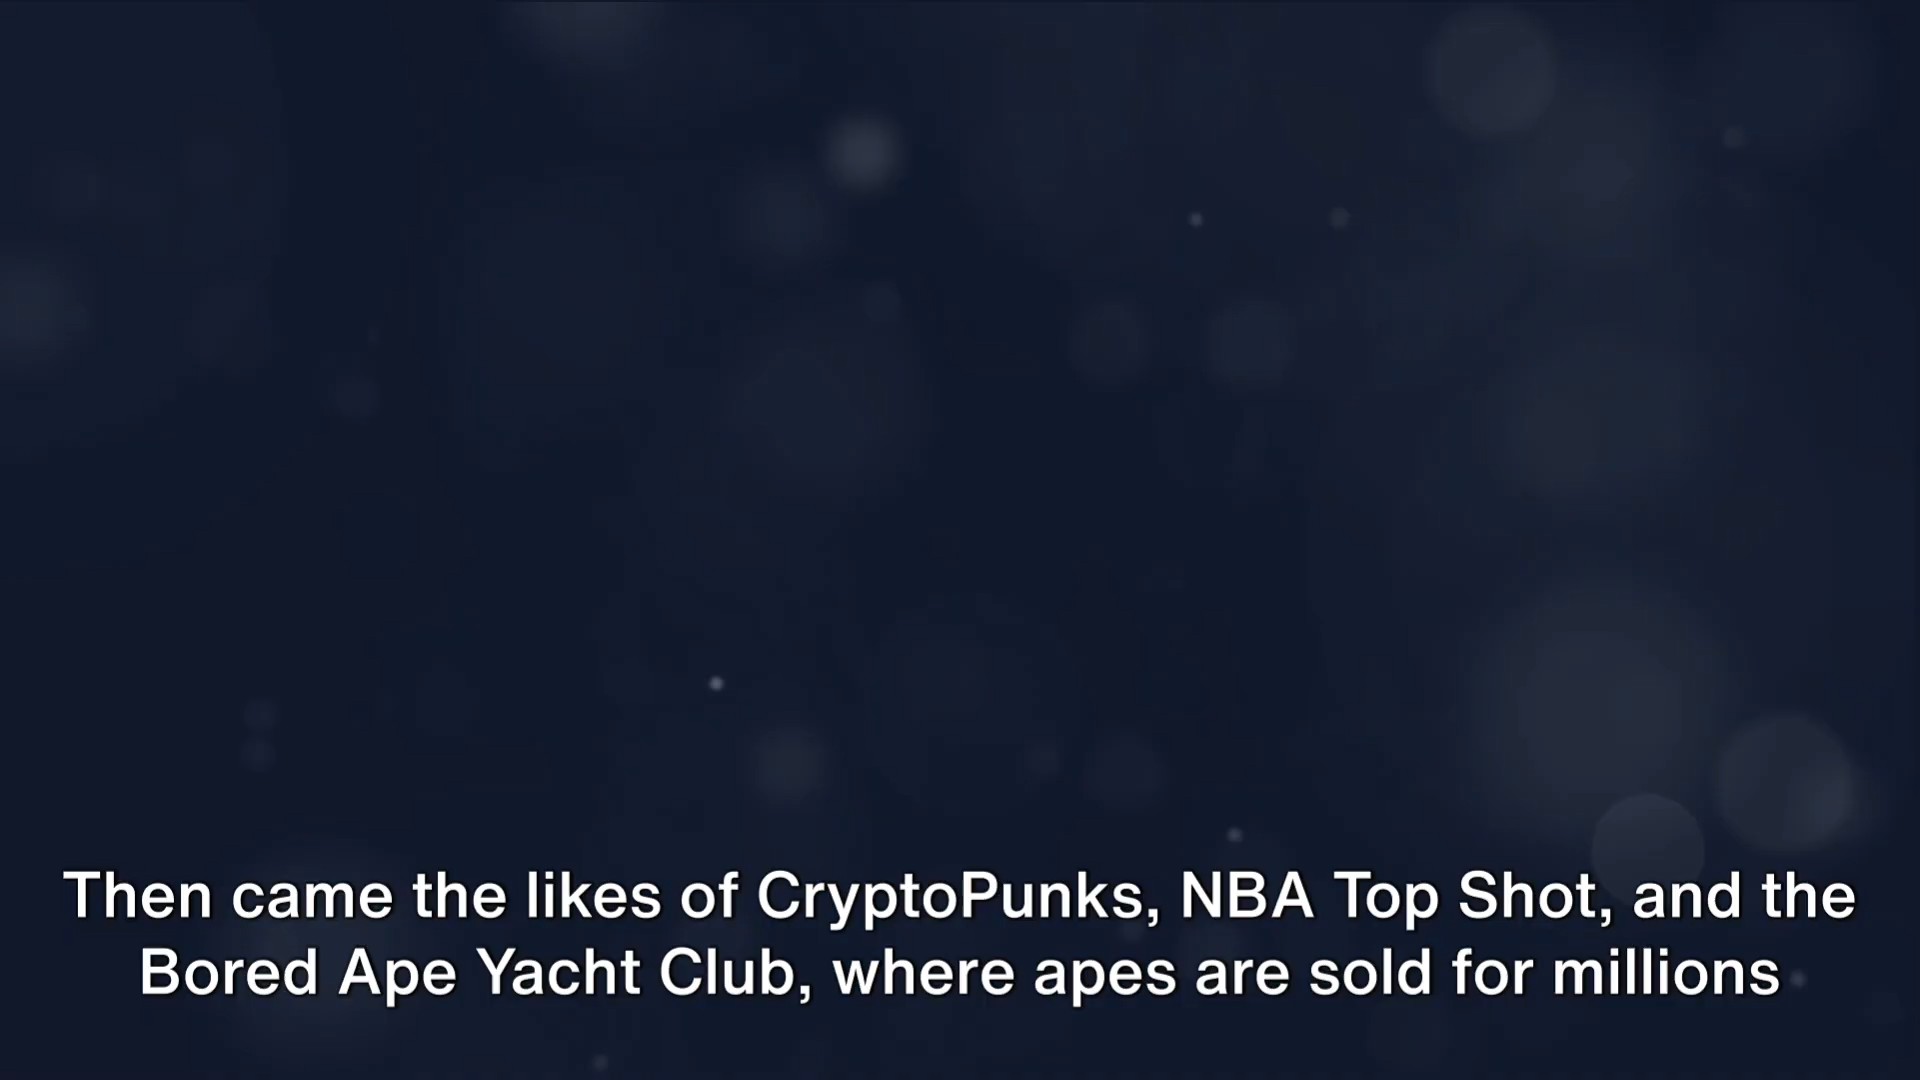 Then came the likes of CryptoPunks, NBA Top Shot, and the
Bored Ape Yacht Club, where apes are sold for millions